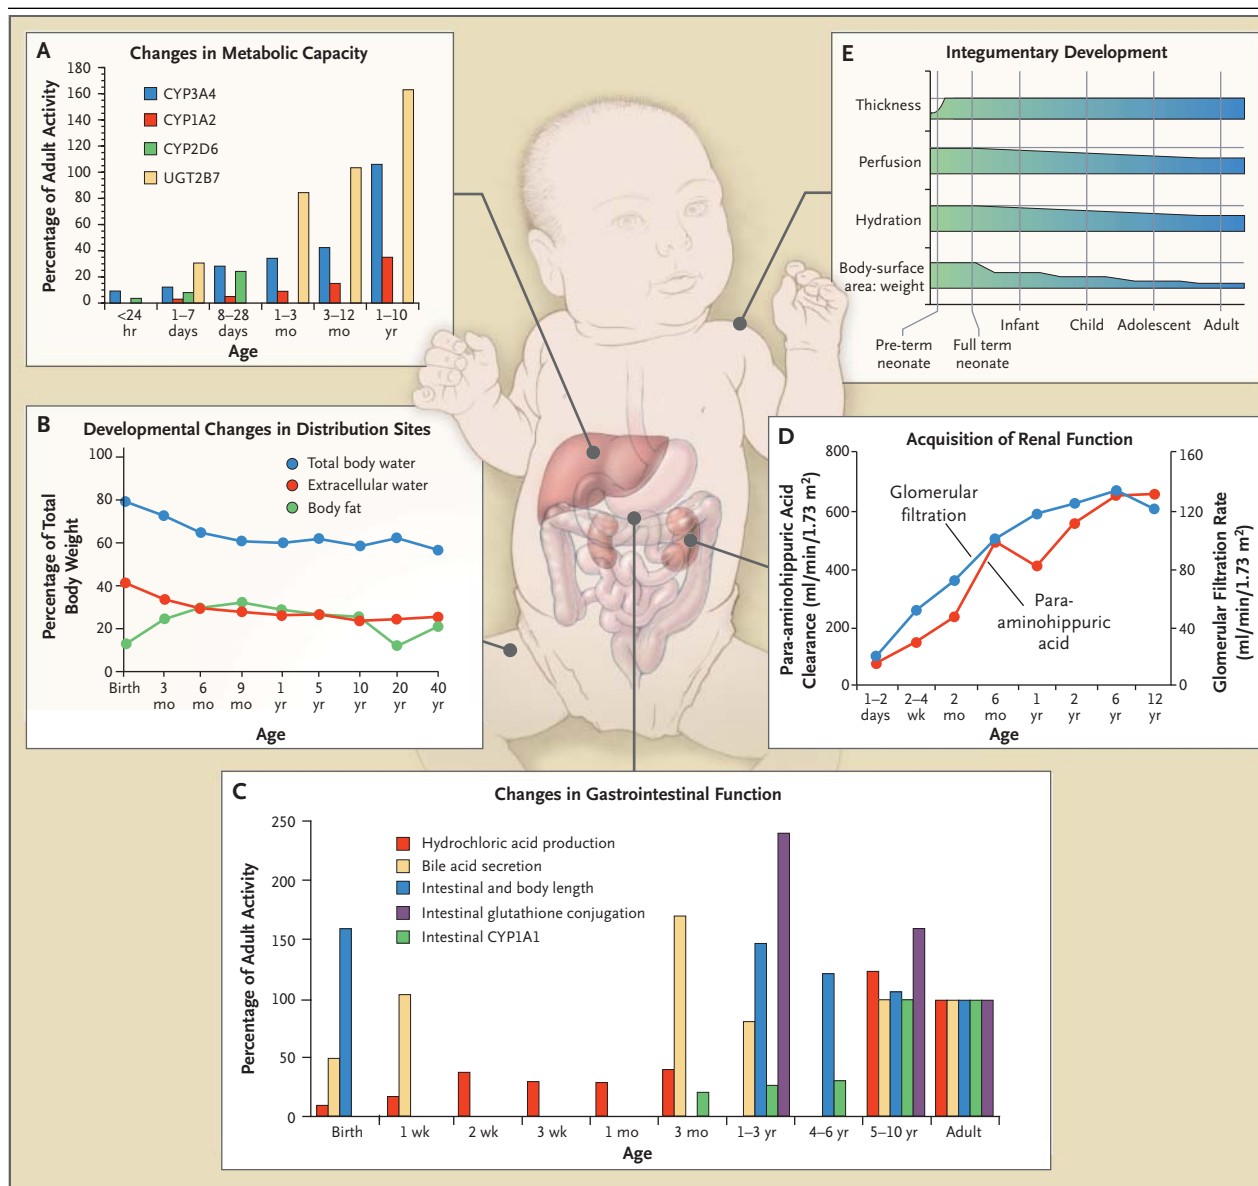 A
Changes in Metabolic Capacity
Percentage of Adult Activity
180
160
140
120
100
80
60
40
20
0
CYP3A4
CYP1A2
CYP2D6
UGT2B7
<24 hr
1–7 days
8–28 days
1–3 mo
3–12 mo
1–10 yr
Age
E
Integumentary Development
Thickness
Perfusion
Hydration
Body-surface
area: weight
Infant
Child
Adolescent
Adult
Pre-term
neonate
Full term
neonate
B
Developmental Changes in Distribution Sites
Percentage of Total
Body Weight
100
80
60
40
20
0
Total body water
Extracellular water
Body fat
Birth
3 mo
6 mo
9 mo
1 yr
5 yr
10 yr
20 yr
40 yr
Age
D
Acquisition of Renal Function
Para-aminohippuric Acid
Clearance (ml/min/1.73 m²)
800
600
400
200
0
Glomerular
filtration
Para-
aminohippuric
acid
160
120
80
40
0
Glomerular Filtration Rate
(ml/min/1.73 m²)
1–2 days
2–4 wk
2 mo
6 mo
1 yr
2 yr
6 yr
12 yr
Age
C
Changes in Gastrointestinal Function
Percentage of Adult Activity
250
200
150
100
50
0
Hydrochloric acid production
Bile acid secretion
Intestinal and body length
Intestinal glutathione conjugation
Intestinal CYP1A1
Birth
1 wk
2 wk
3 wk
1 mo
3 mo
1–3 yr
4–6 yr
5–10 yr
Adult
Age